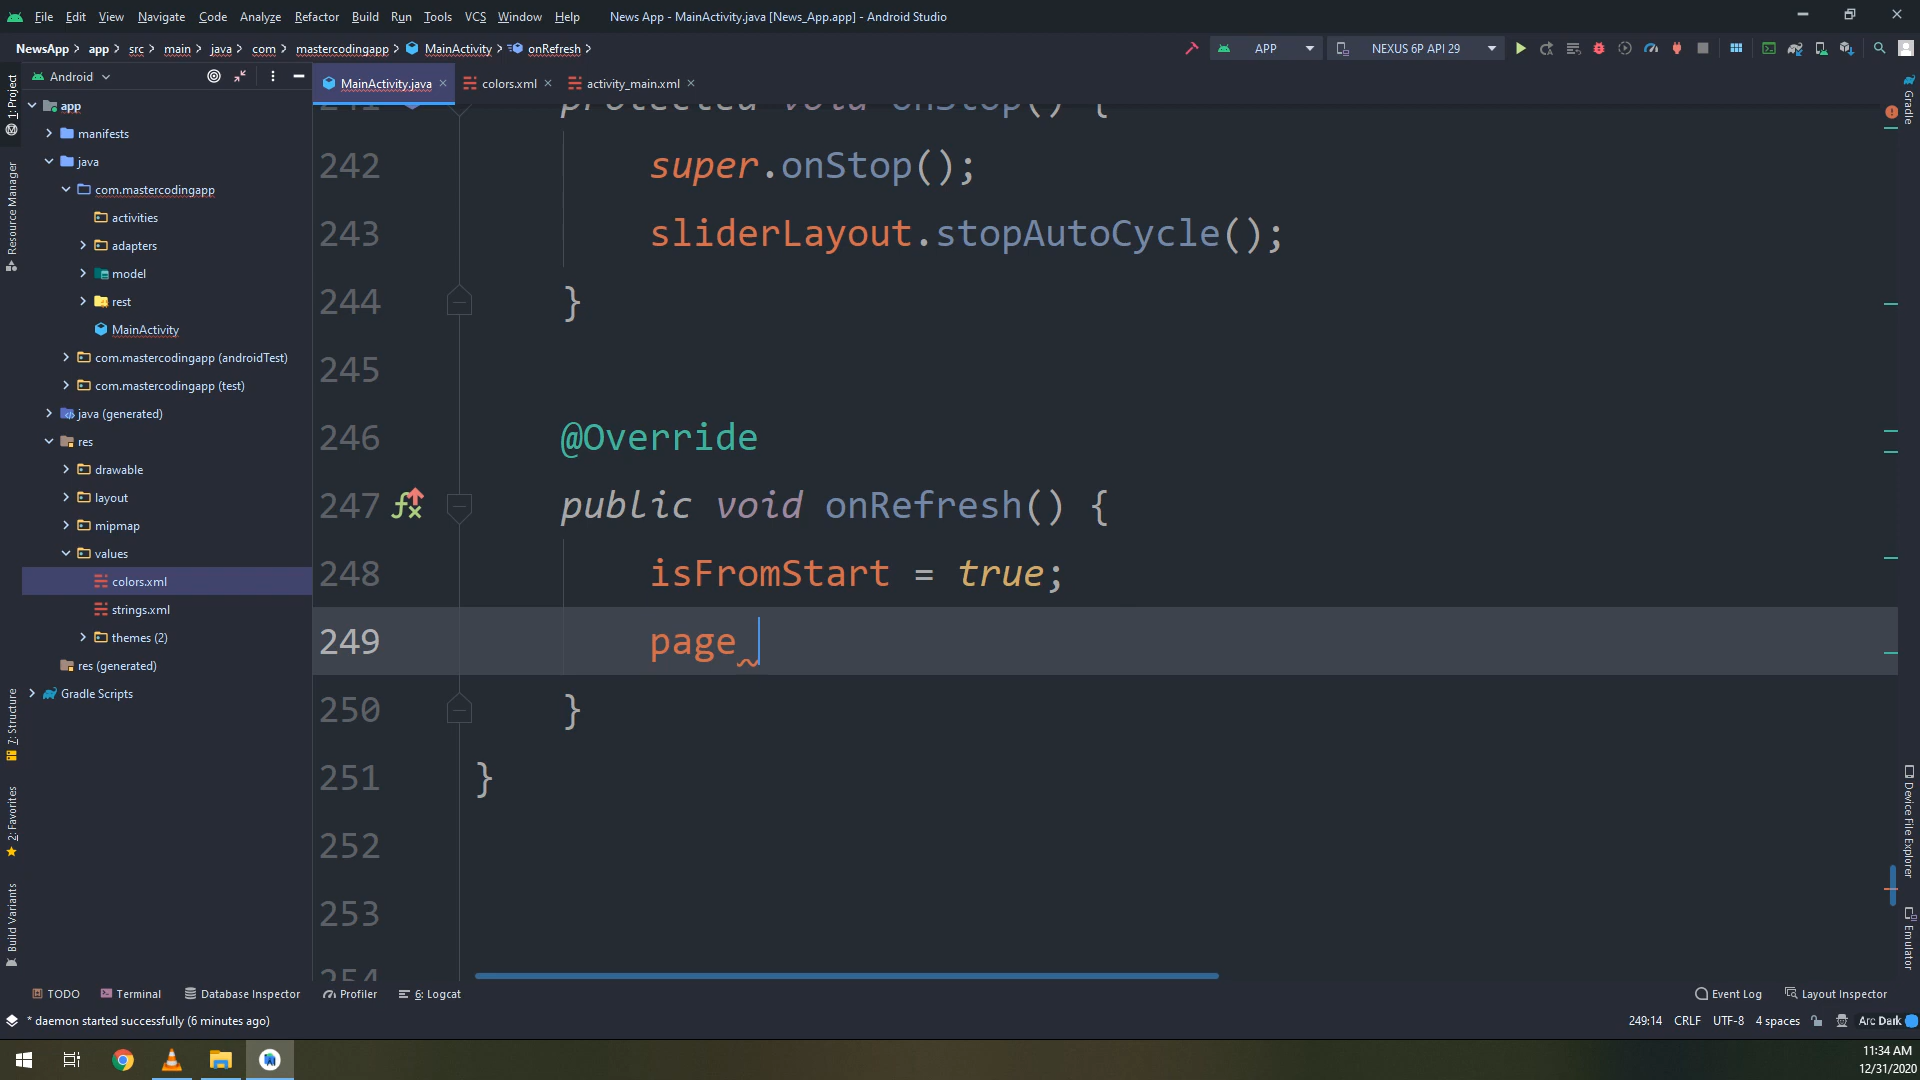 File Edit View Navigate Code Analyze Refactor Build Run Tools VCS Window Help News App - MainActivity.java [News_App.app] - Android Studio
NewsApp app src main java com mastercodingapp MainActivity onRefresh APP NEXUS 6P API 29
Android MainActivity.java colors.xml activity_main.xml
1: Project
Resource Manager
7: Structure
2: Favorites
Build Variants
app
manifests
java
com.mastercodingapp
activities
adapters
model
rest
MainActivity
com.mastercodingapp (androidTest)
com.mastercodingapp (test)
java (generated)
res
drawable
layout
mipmap
values
colors.xml
strings.xml
themes (2)
res (generated)
Gradle Scripts
241 protected void onStop() {
242 super.onStop();
243 sliderLayout.stopAutoCycle();
244 }
245
246 @Override
247 public void onRefresh() {
248 isFromStart = true;
249 page
250 }
251 }
252
253
254
Gradle
Device File Explorer
Emulator
TODO Terminal Database Inspector Profiler 6: Logcat Event Log Layout Inspector
* daemon started successfully (6 minutes ago) 249:14 CRLF UTF-8 4 spaces Arc Dark
11:34 AM
12/31/2020